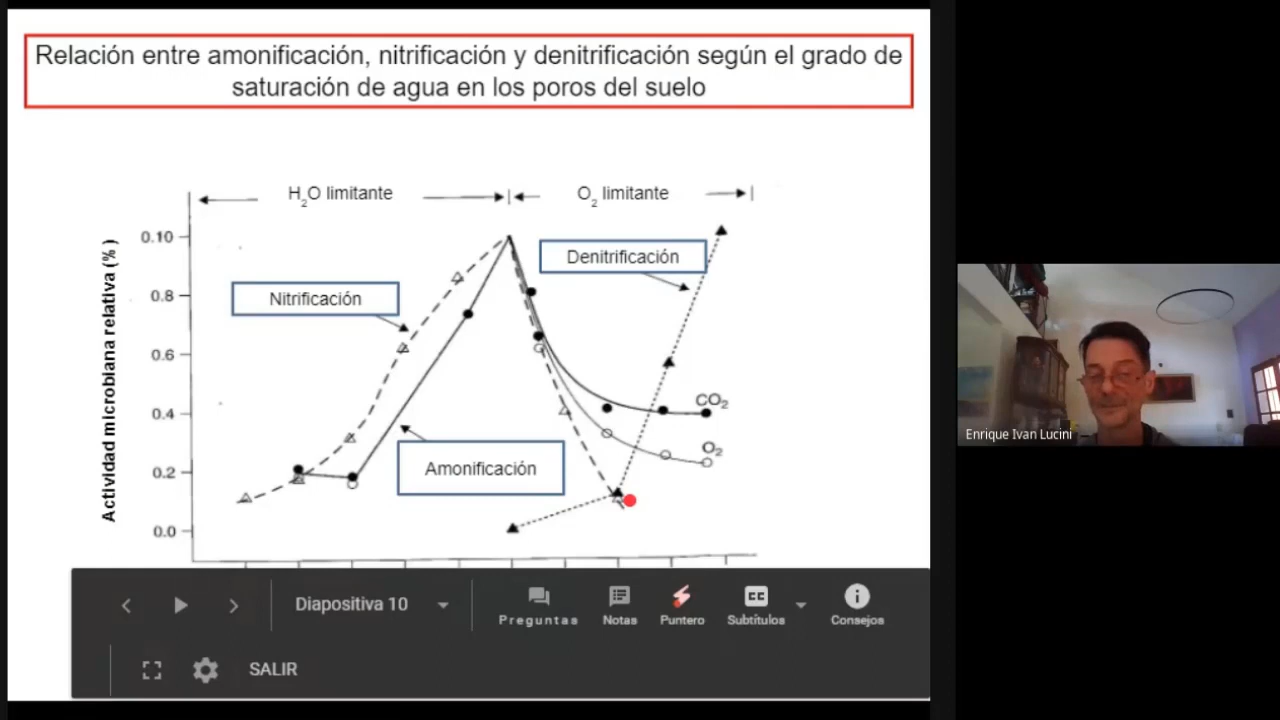 Relación entre amonificación, nitrificación y denitrificación según el grado de
saturación de agua en los poros del suelo
H2O limitante
O2 limitante
Actividad microbiana relativa (%)
0.10
0.8
0.6
0.4
0.2
0.0
Denitrificación
Nitrificación
Amonificación
CO2
O2
Enrique Ivan Lucini
Diapositiva 10
Preguntas
Notas
Puntero
Subtítulos
Consejos
CC
SALIR